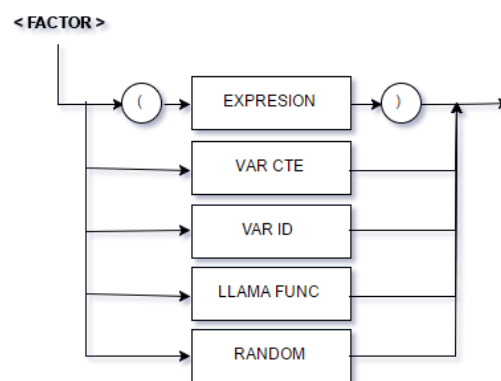 < FACTOR >
( EXPRESION )
VAR CTE
VAR ID
LLAMA FUNC
RANDOM